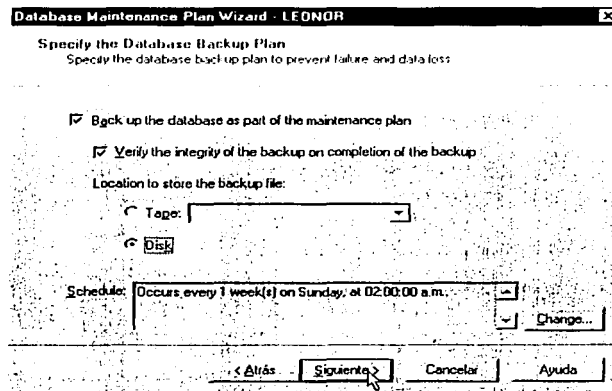 Database Maintenance Plan Wizard - LEONOR
Specify the Database Backup Plan
Specify the database backup plan to prevent failure and data loss
Back up the database as part of the maintenance plan
Verify the integrity of the backup on completion of the backup
Location to store the backup file:
Tape:
Disk
Schedule: Occurs every 1 week(s) on Sunday, at 02:00:00 a.m..
Change...
< Atrás Siguiente > Cancelar Ayuda